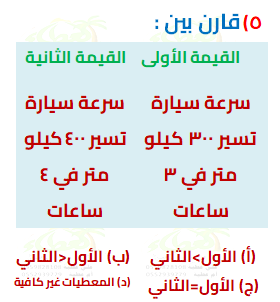 ٥) قارن بين :
القيمة الأولى القيمة الثانية
سرعة سيارة سرعة سيارة
تسير ٣٠٠ كيلو تسير ٤٠٠ كيلو
متر في ٣ متر في ٤
ساعات ساعات
(أ) الأول>الثاني (ب) الأول<الثاني
(ج) الأول=الثاني (د) المعطيات غير كافية